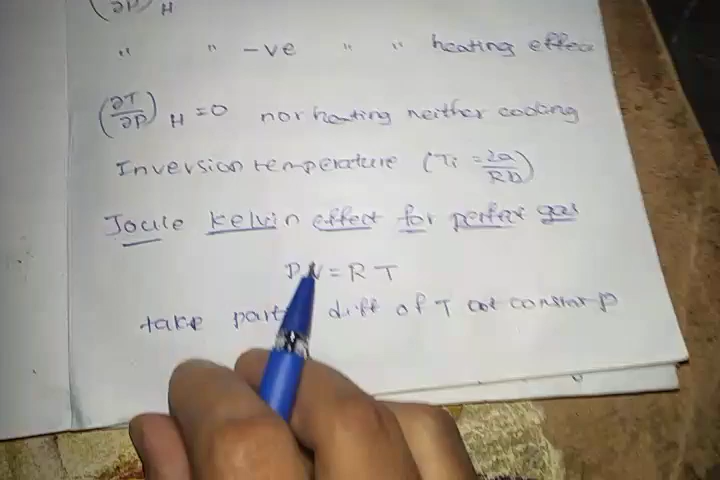 (∂T/∂P) H
" " -ve " " heating effec
(∂T/∂P) H =0 nor heating neither cooling
Inversion temperature (Ti = 2a/Rb)
Joule Kelvin effect for perfect gas
PV = RT
take part diff of T at constant P